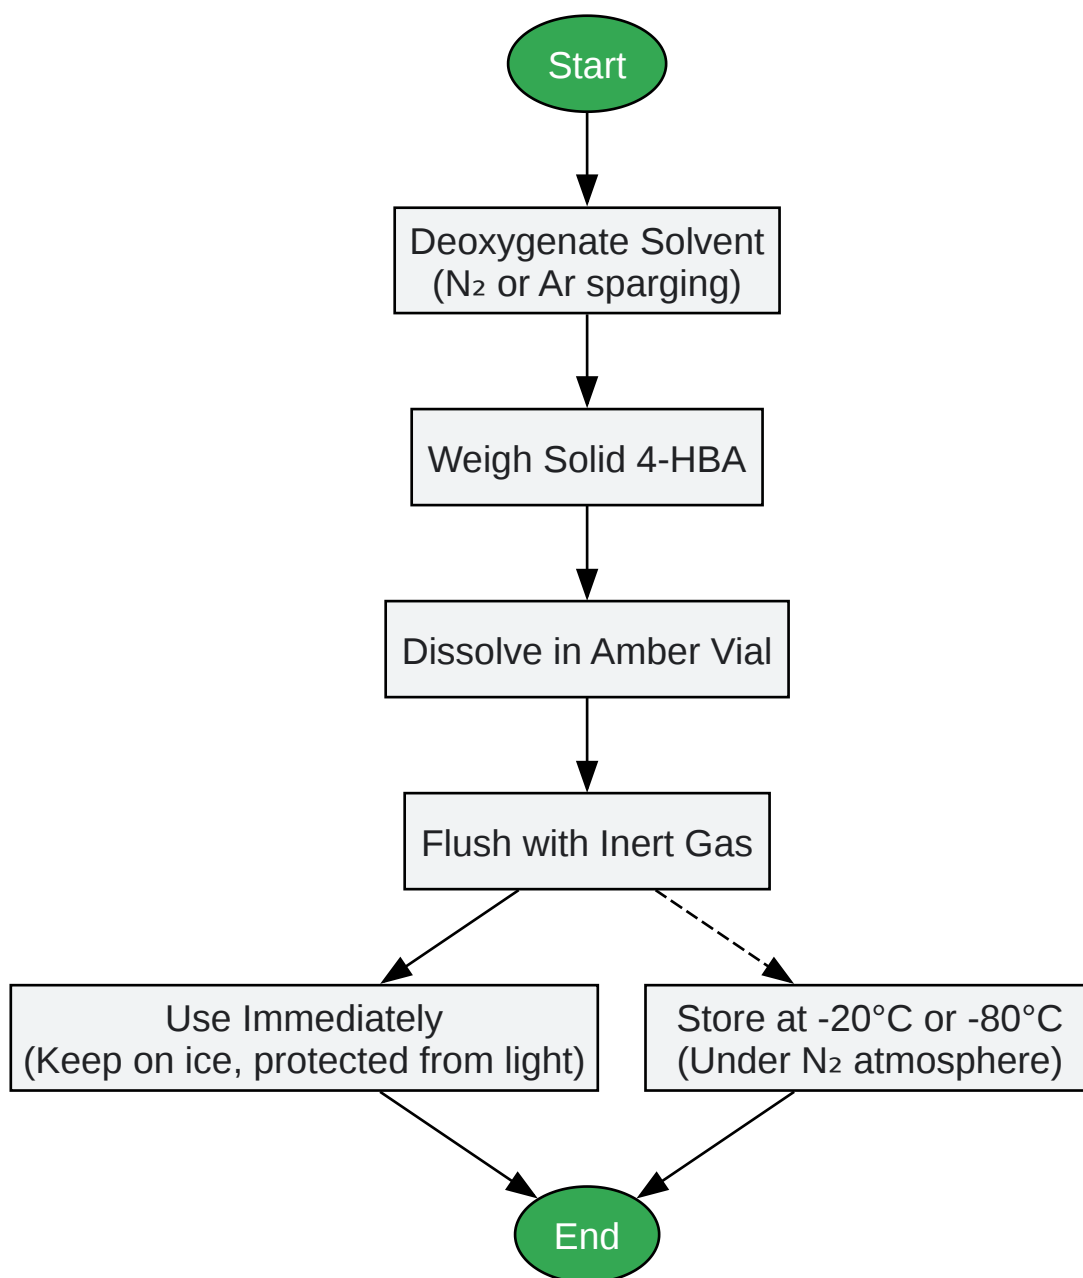 Start
Deoxygenate Solvent
(N₂ or Ar sparging)
Weigh Solid 4-HBA
Dissolve in Amber Vial
Flush with Inert Gas
Use Immediately
(Keep on ice, protected from light)
Store at -20°C or -80°C
(Under N₂ atmosphere)
End